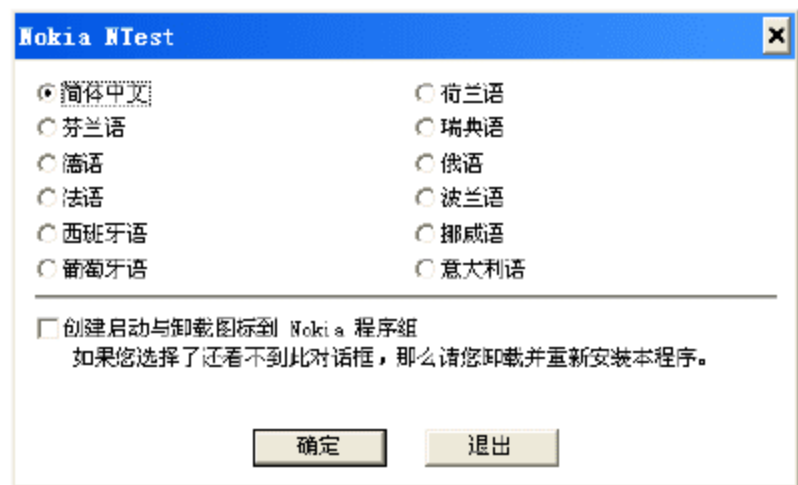 Nokia NTest
简体中文
荷兰语
芬兰语
瑞典语
德语
俄语
法语
波兰语
西班牙语
挪威语
葡萄牙语
意大利语
创建启动与卸载图标到 Nokia 程序组
如果您选择了还看不到此对话框，那么请您卸载并重新安装本程序。
确定
退出